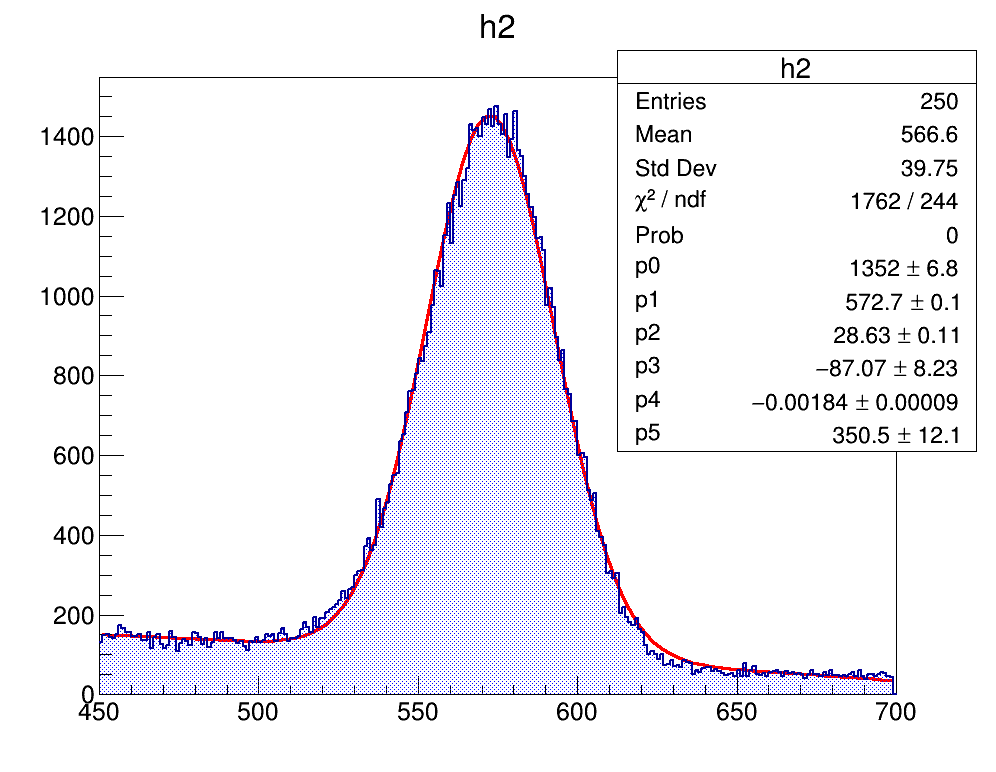 h2
h2
Entries 250
Mean 566.6
Std Dev 39.75
χ² / ndf 1762 / 244
Prob 0
p0 1352 ± 6.8
p1 572.7 ± 0.1
p2 28.63 ± 0.11
p3 −87.07 ± 8.23
p4 −0.00184 ± 0.00009
p5 350.5 ± 12.1
1400
1200
1000
800
600
400
200
0
450 500 550 600 650 700